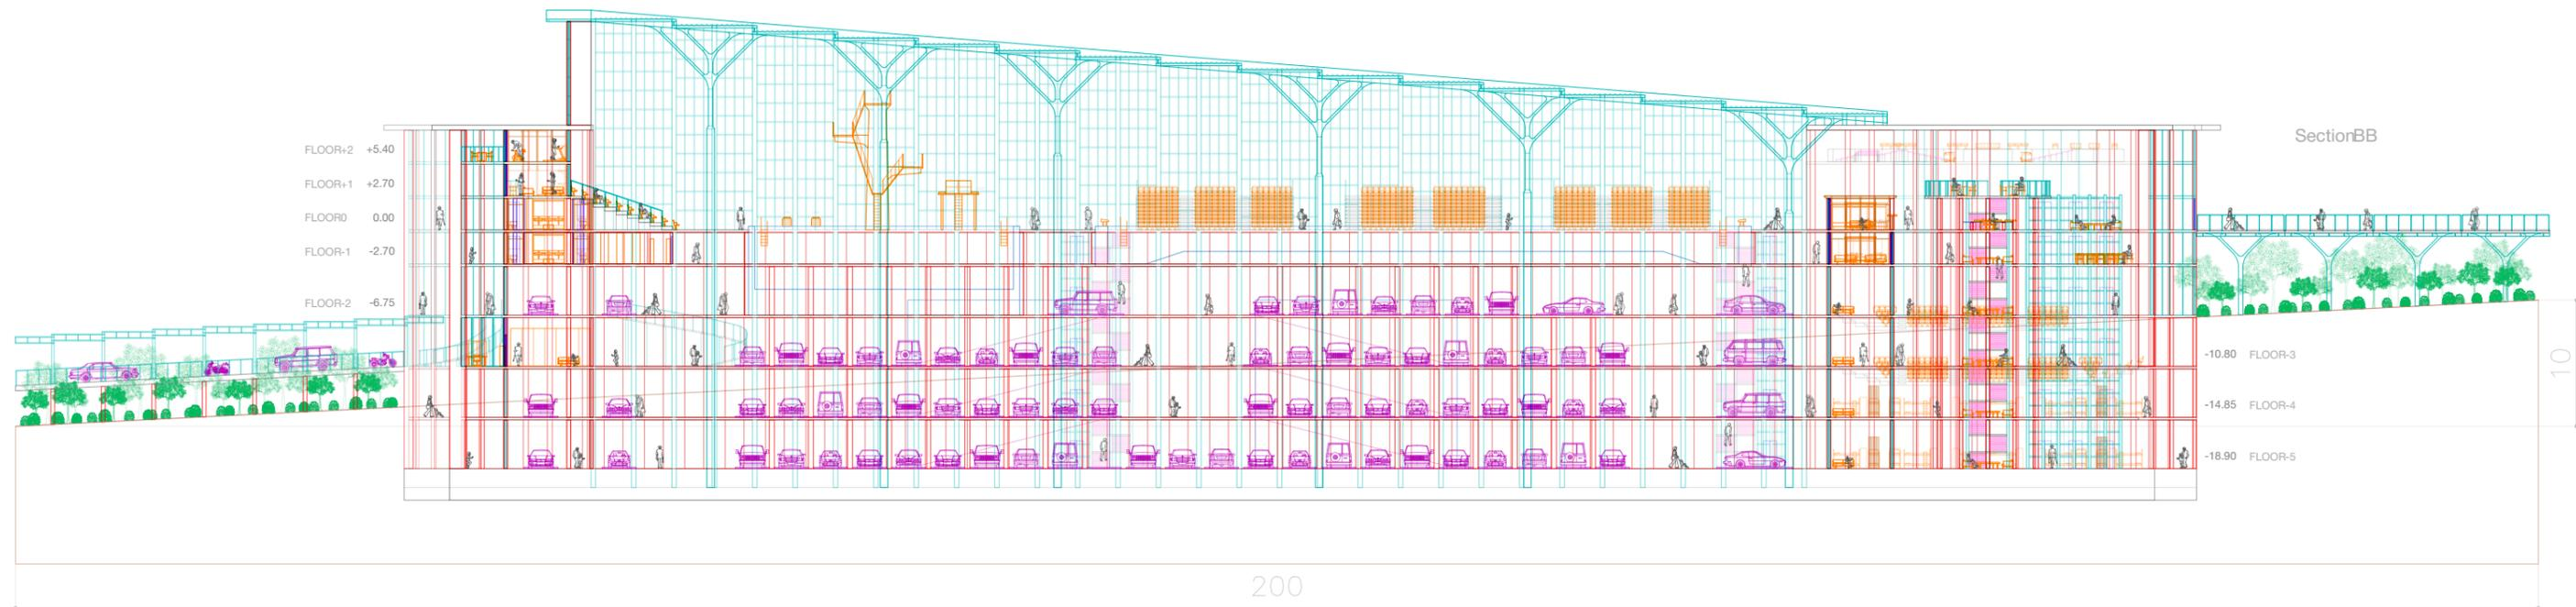 SectionBB
FLOOR+2 +5.40
FLOOR+1 +2.70
FLOOR0 0.00
FLOOR-1 -2.70
FLOOR-2 -6.75
-10.80 FLOOR-3
-14.85 FLOOR-4
-18.90 FLOOR-5
10
200